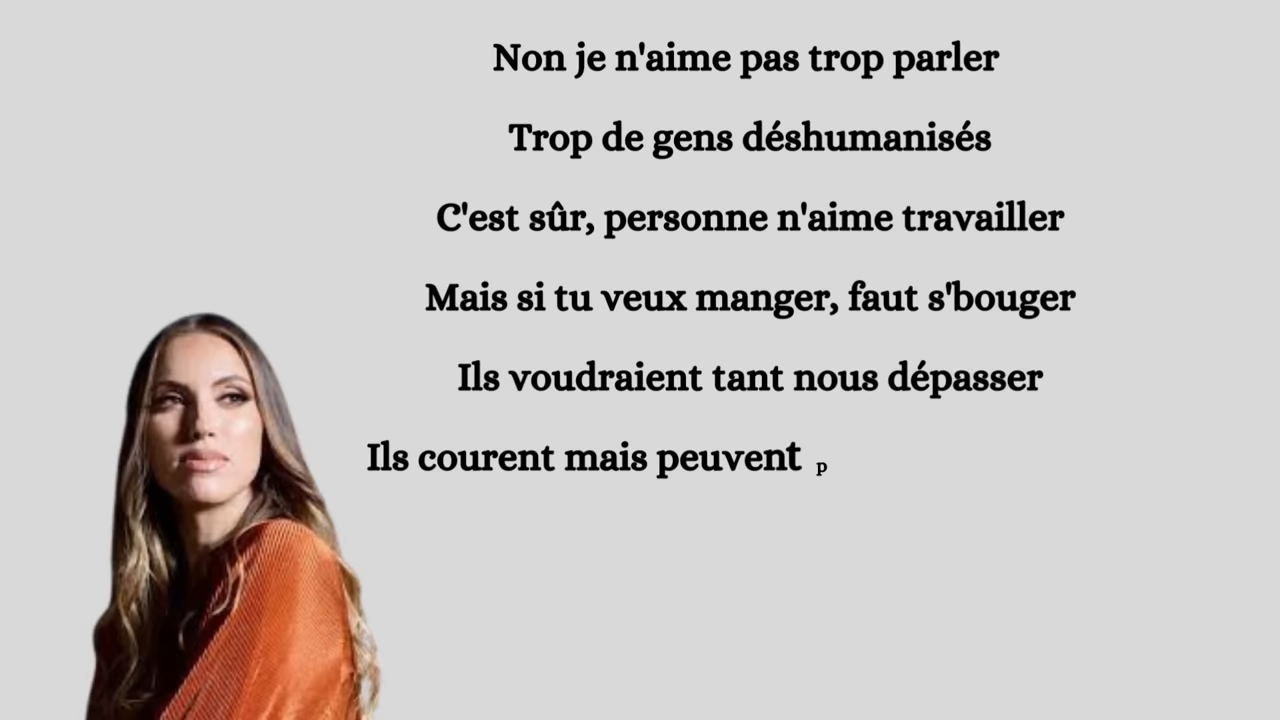 Non je n'aime pas trop parler
Trop de gens déshumanisés
C'est sûr, personne n'aime travailler
Mais si tu veux manger, faut s'bouger
Ils voudraient tant nous dépasser
Ils courent mais peuvent p